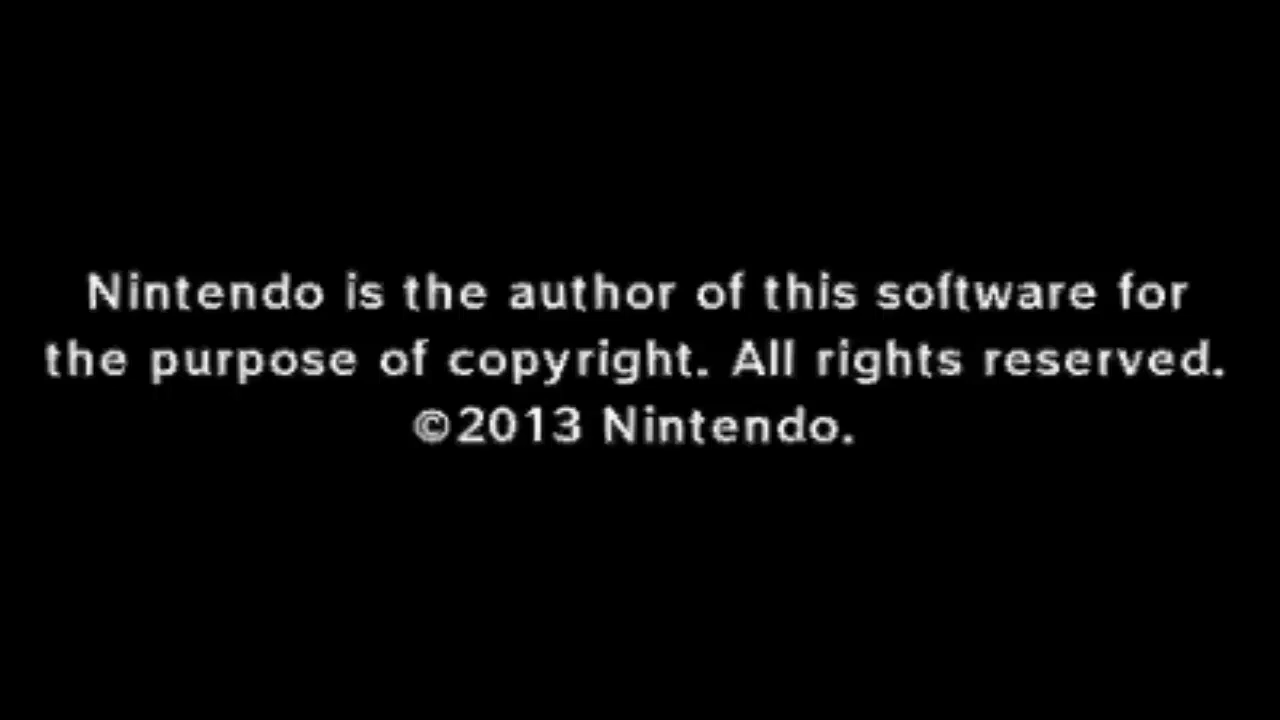 Nintendo is the author of this software for
the purpose of copyright. All rights reserved.
©2013 Nintendo.